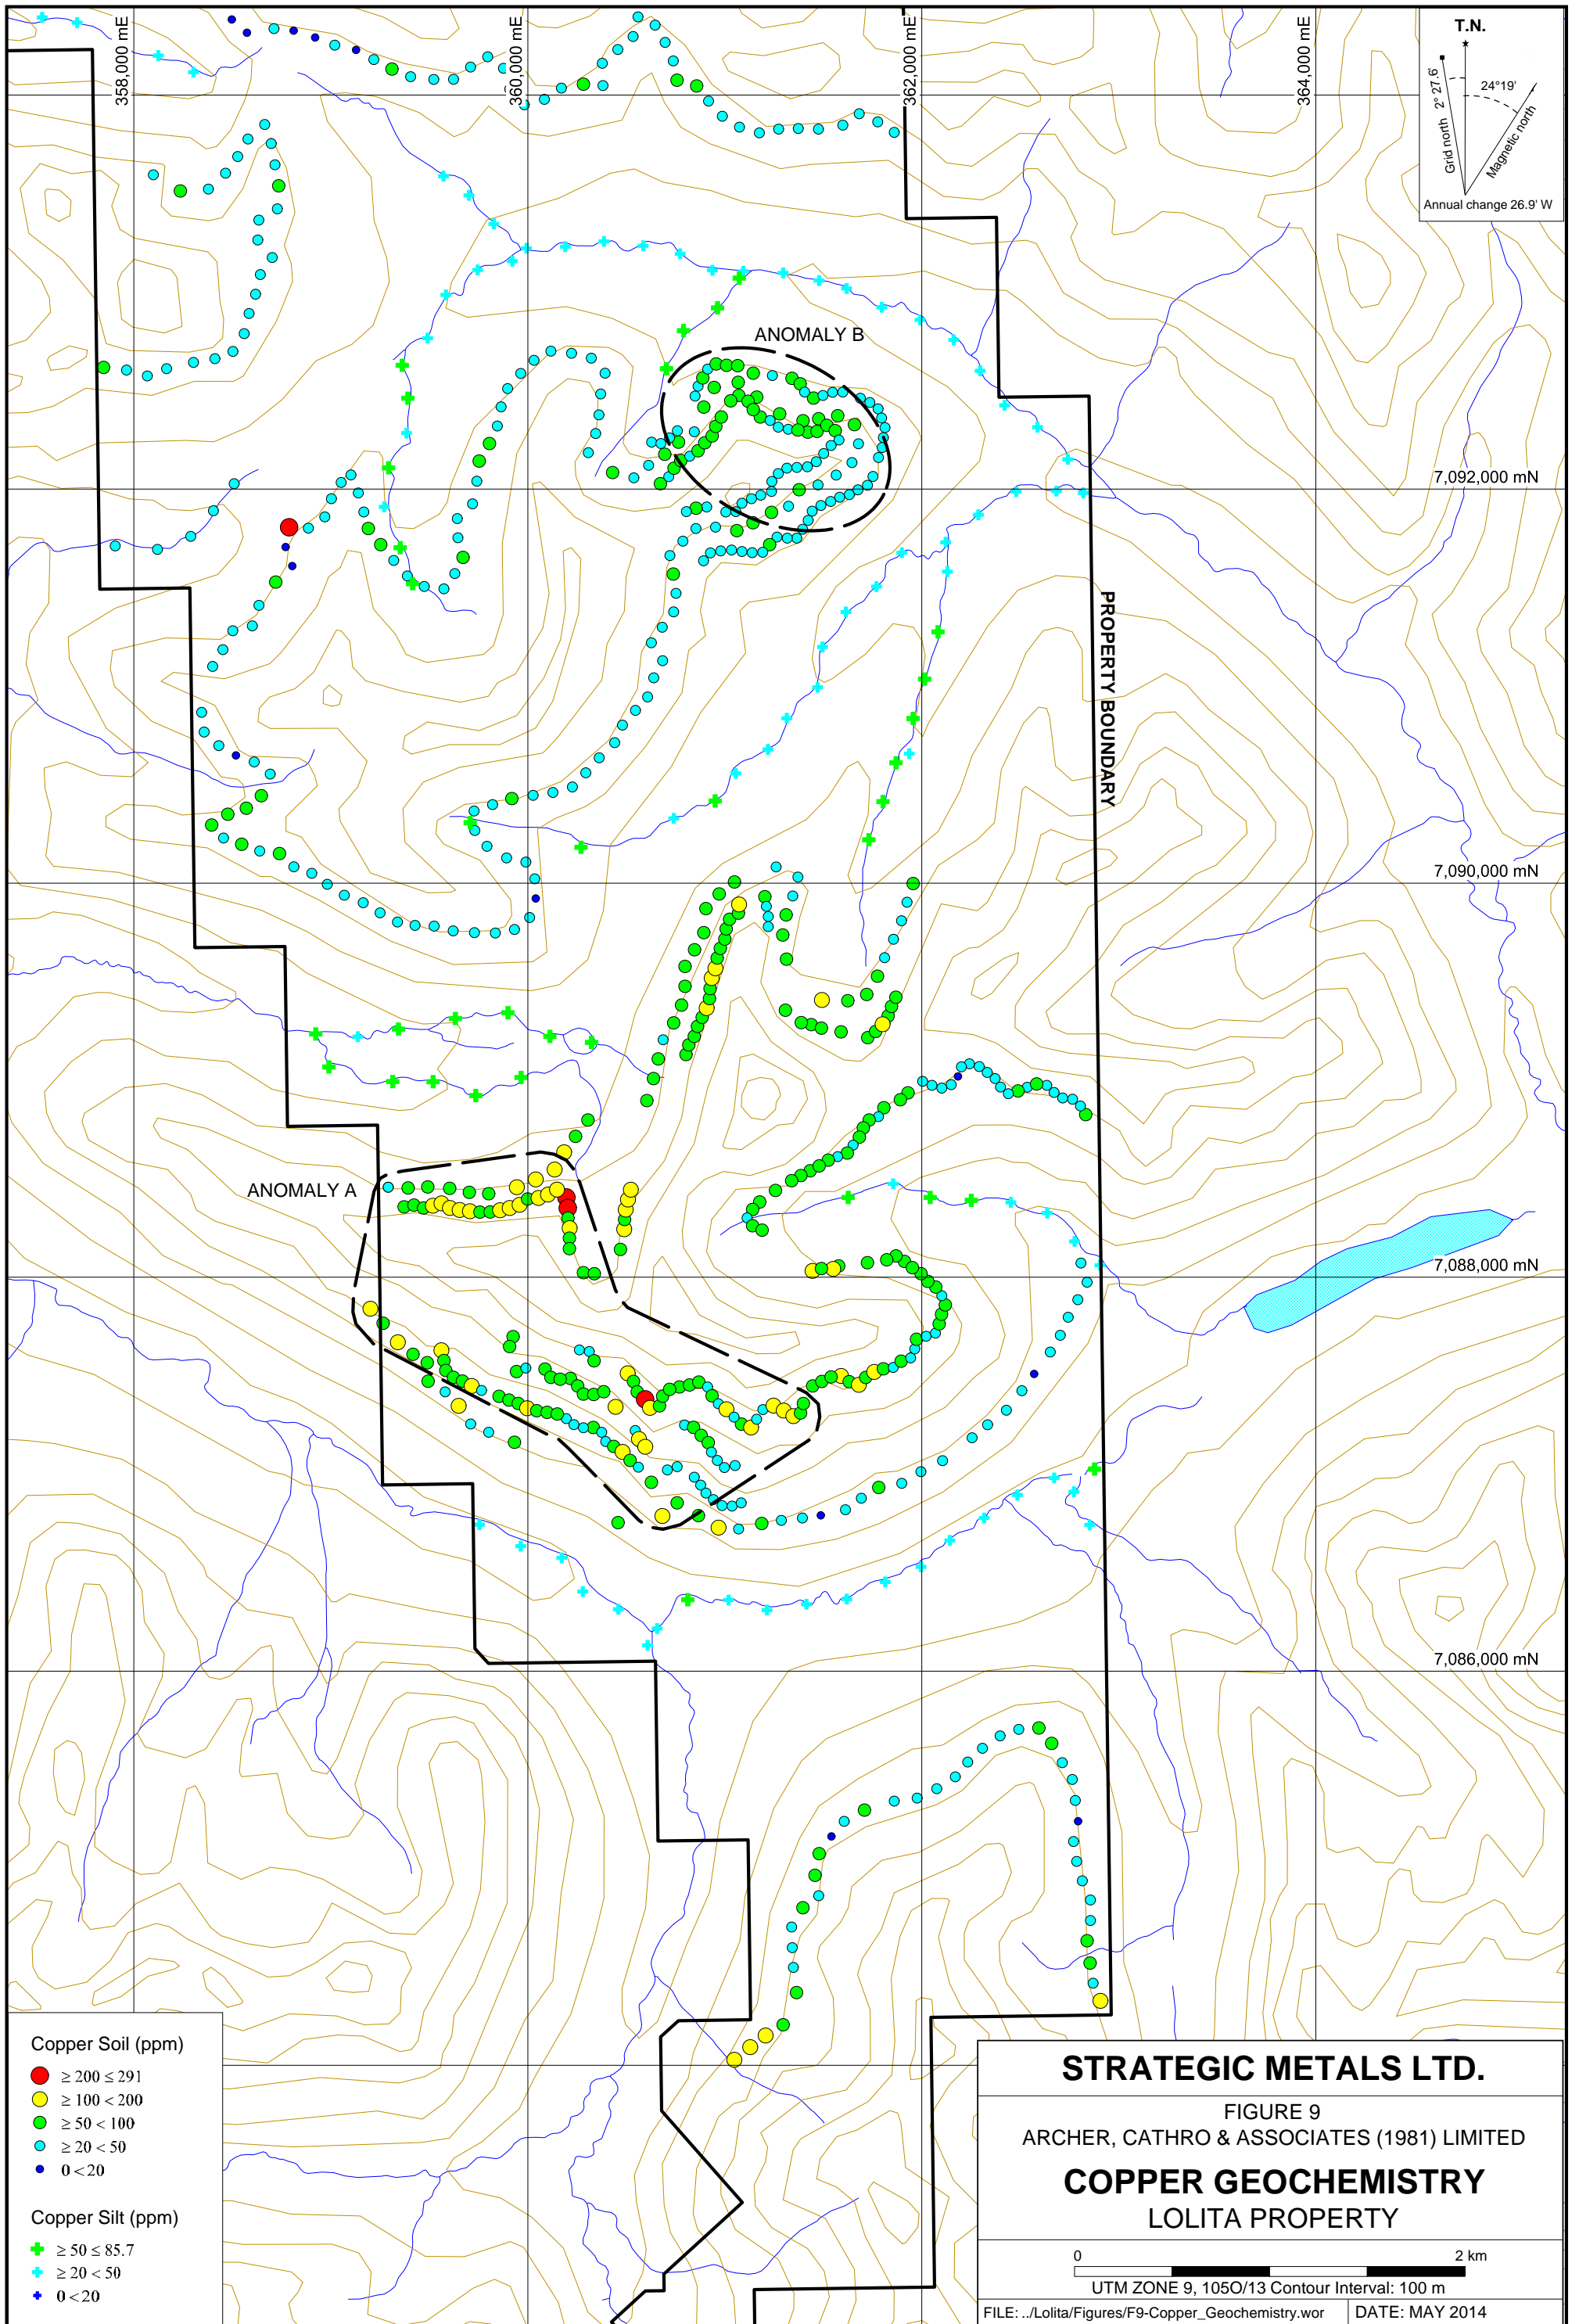 358,000 mE
360,000 mE
362,000 mE
364,000 mE
T.N.
Grid north 2° 27.6'
24°19'
Magnetic north
Annual change 26.9' W
ANOMALY B
7,092,000 mN
PROPERTY BOUNDARY
7,090,000 mN
ANOMALY A
7,088,000 mN
7,086,000 mN
Copper Soil (ppm)
≥ 200 ≤ 291
≥ 100 < 200
≥ 50 < 100
≥ 20 < 50
0 < 20
Copper Silt (ppm)
≥ 50 ≤ 85.7
≥ 20 < 50
0 < 20
STRATEGIC METALS LTD.
FIGURE 9
ARCHER, CATHRO & ASSOCIATES (1981) LIMITED
COPPER GEOCHEMISTRY
LOLITA PROPERTY
0 2 km
UTM ZONE 9, 105O/13 Contour Interval: 100 m
FILE: ../Lolita/Figures/F9-Copper_Geochemistry.wor DATE: MAY 2014